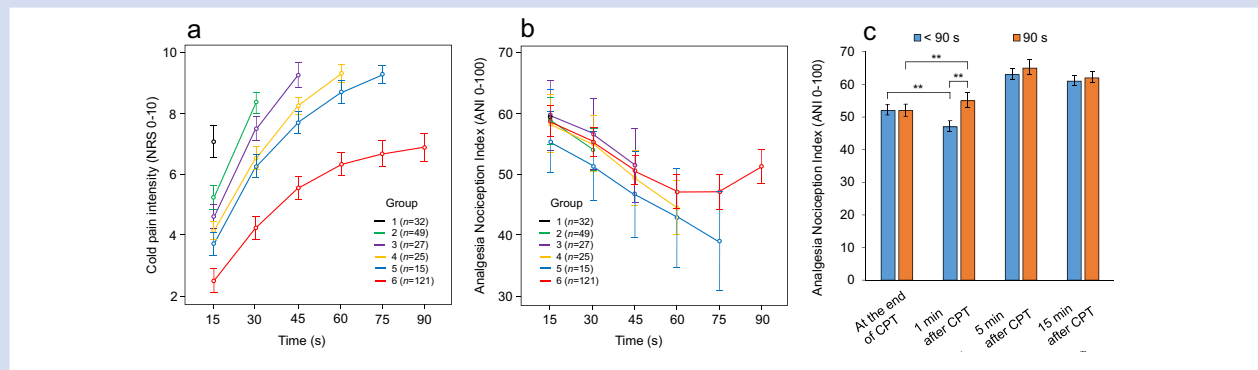 a
Cold pain intensity (NRS 0-10)
10
8
6
4
2
15 30 45 60 75 90
Time (s)
Group
1 (n=32)
2 (n=49)
3 (n=27)
4 (n=25)
5 (n=15)
6 (n=121)
b
Analgesia Nociception Index (ANI 0-100)
70
60
50
40
30
15 30 45 60 75 90
Time (s)
Group
1 (n=32)
2 (n=49)
3 (n=27)
4 (n=25)
5 (n=15)
6 (n=121)
c
< 90 s 90 s
Analgesia Nociception Index (ANI 0-100)
70
60
50
40
30
20
10
0
**
**
**
At the end
of CPT
1 min
after CPT
5 min
after CPT
15 min
after CPT